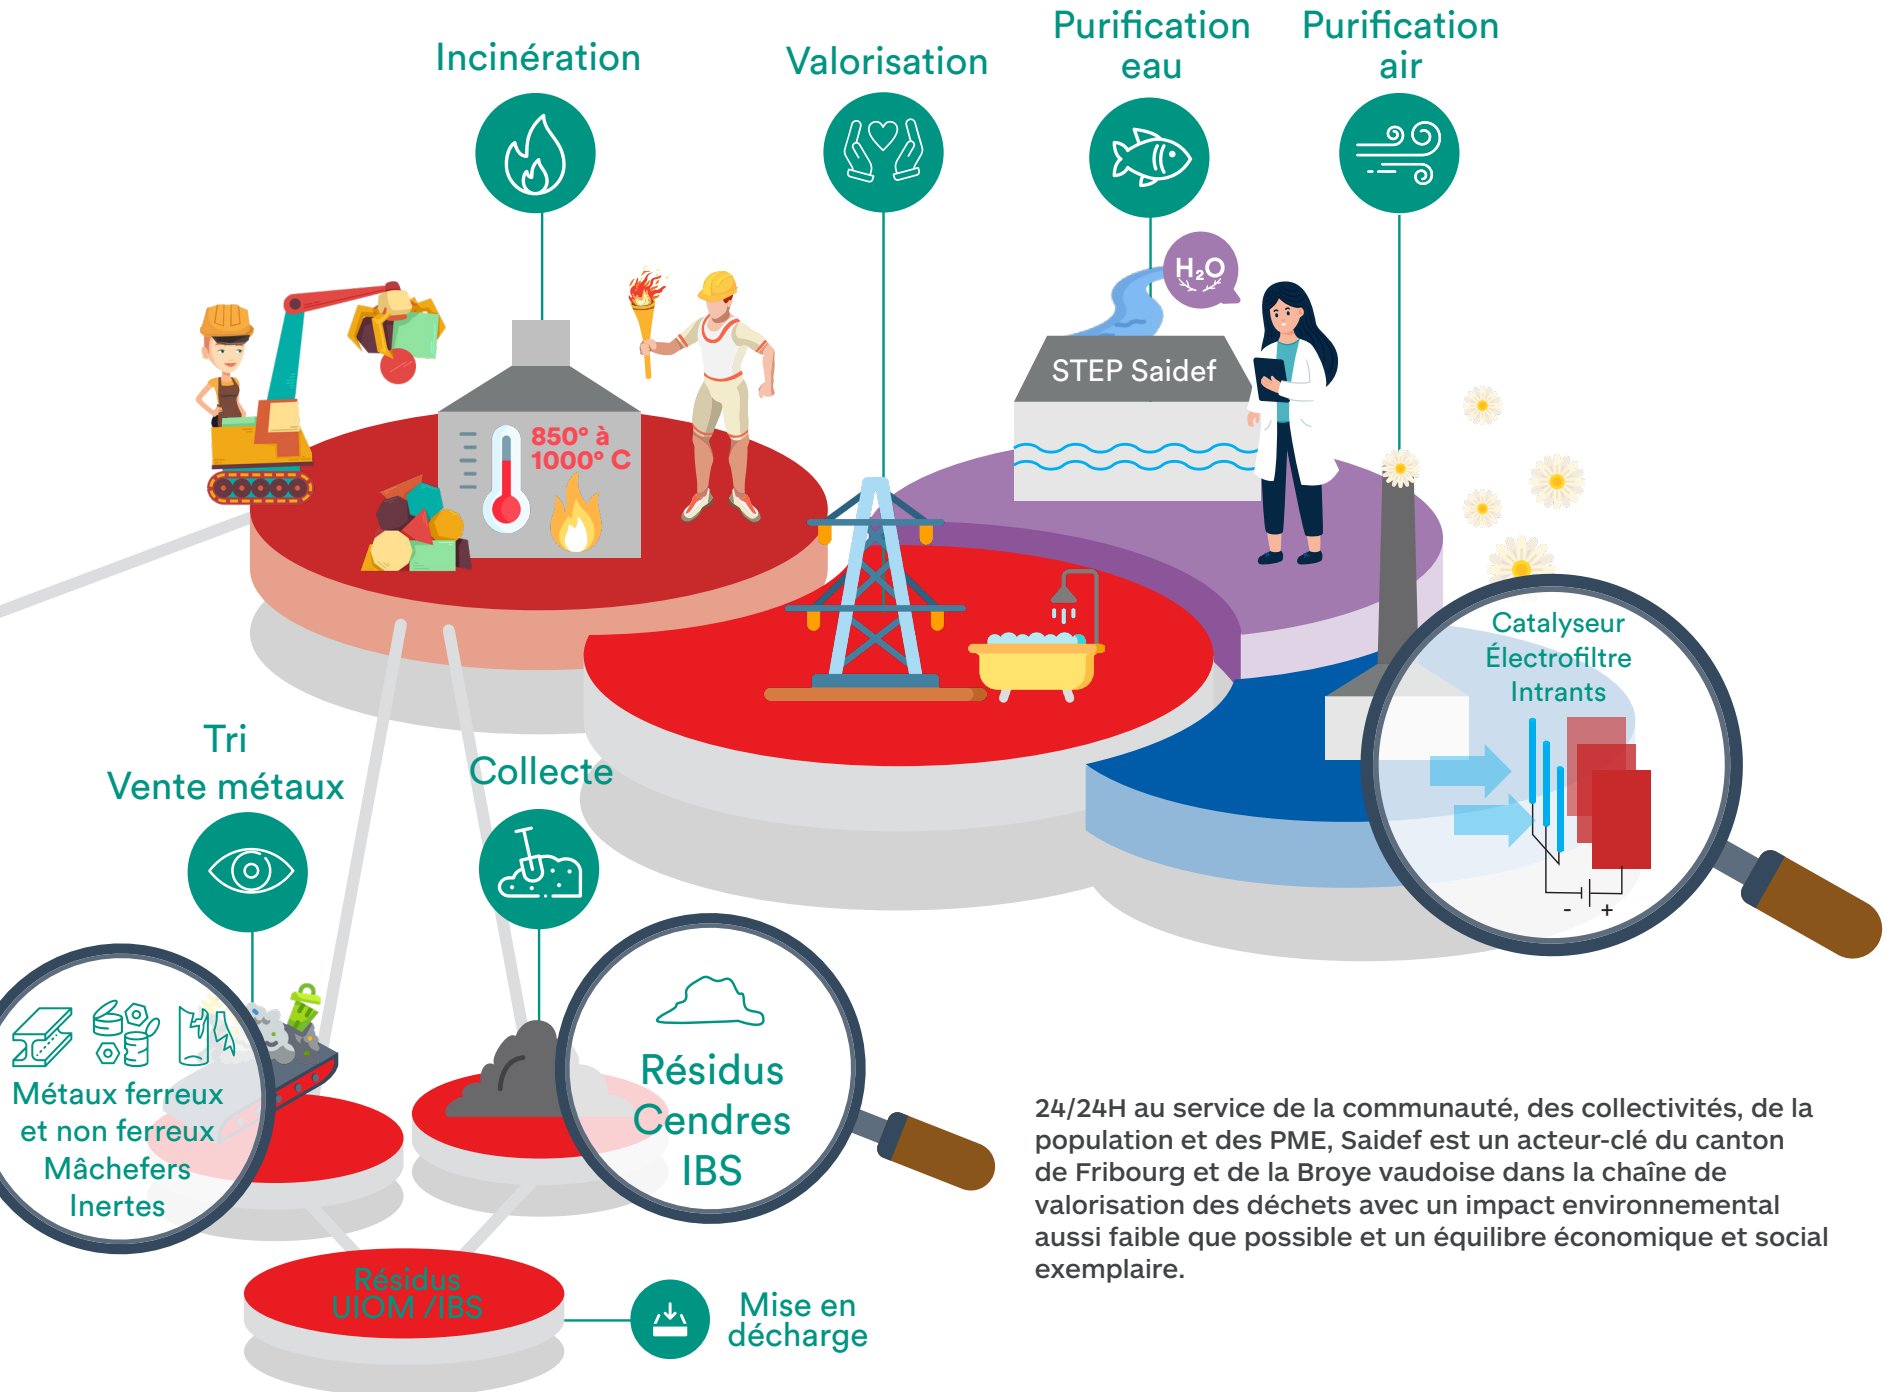 Incinération
Valorisation
Purification
eau
Purification
air
H₂O
STEP Saidef
850° à
1000° C
Catalyseur
Électrofiltre
Intrants
- +
Tri
Vente métaux
Collecte
Métaux ferreux
et non ferreux
Mâchefers
Inertes
Résidus
Cendres
IBS
Résidus
UIOM /IBS
Mise en
décharge
24/24H au service de la communauté, des collectivités, de la
population et des PME, Saidef est un acteur-clé du canton
de Fribourg et de la Broye vaudoise dans la chaîne de
valorisation des déchets avec un impact environnemental
aussi faible que possible et un équilibre économique et social
exemplaire.